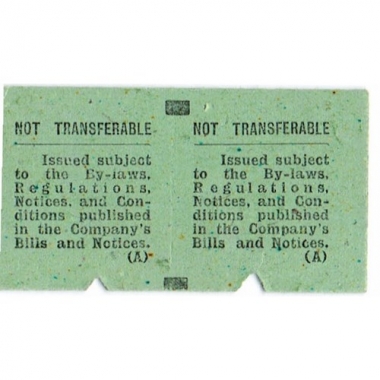 NOT TRANSFERABLE
Issued subject
to the By-laws,
Regulations,
Notices, and Con-
ditions published
in the Company's
Bills and Notices.
(A)
NOT TRANSFERABLE
Issued subject
to the By-laws,
Regulations,
Notices, and Con-
ditions published
in the Company's
Bills and Notices.
(A)